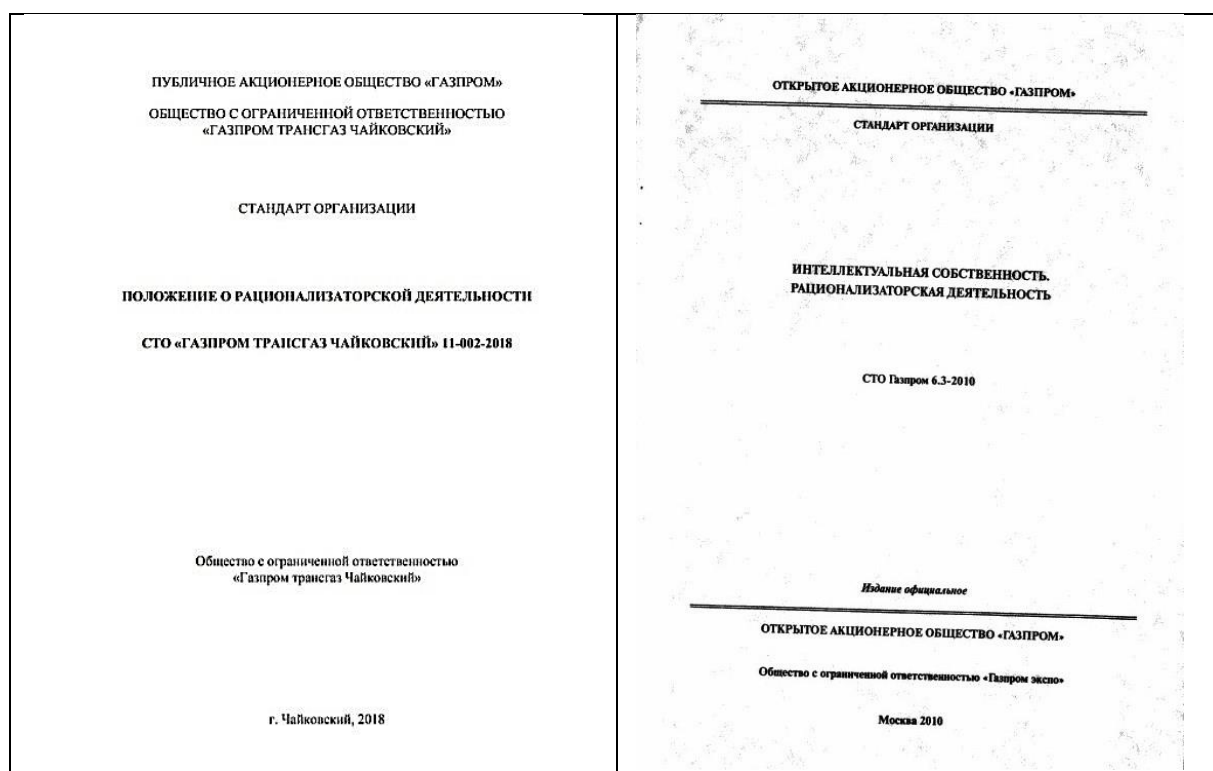 ПУБЛИЧНОЕ АКЦИОНЕРНОЕ ОБЩЕСТВО «ГАЗПРОМ»
ОБЩЕСТВО С ОГРАНИЧЕННОЙ ОТВЕТСТВЕННОСТЬЮ
«ГАЗПРОМ ТРАНСГАЗ ЧАЙКОВСКИЙ»
СТАНДАРТ ОРГАНИЗАЦИИ
ПОЛОЖЕНИЕ О РАЦИОНАЛИЗАТОРСКОЙ ДЕЯТЕЛЬНОСТИ
СТО «ГАЗПРОМ ТРАНСГАЗ ЧАЙКОВСКИЙ» 11-002-2018
Общество с ограниченной ответственностью
«Газпром трансгаз Чайковский»
г. Чайковский, 2018
ОТКРЫТОЕ АКЦИОНЕРНОЕ ОБЩЕСТВО «ГАЗПРОМ»
СТАНДАРТ ОРГАНИЗАЦИИ
ИНТЕЛЛЕКТУАЛЬНАЯ СОБСТВЕННОСТЬ.
РАЦИОНАЛИЗАТОРСКАЯ ДЕЯТЕЛЬНОСТЬ
СТО Газпром 6.3-2010
Издание официальное
ОТКРЫТОЕ АКЦИОНЕРНОЕ ОБЩЕСТВО «ГАЗПРОМ»
Общество с ограниченной ответственностью «Газпром экспо»
Москва 2010